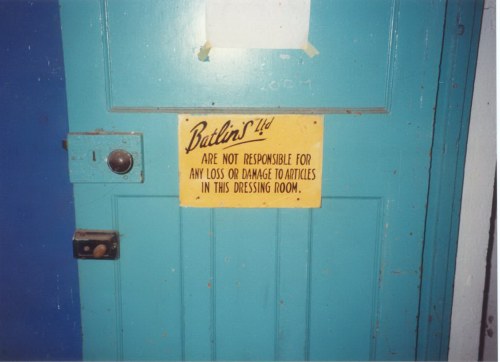 Butlin's Ltd
ARE NOT RESPONSIBLE FOR
ANY LOSS OR DAMAGE TO ARTICLES
IN THIS DRESSING ROOM.